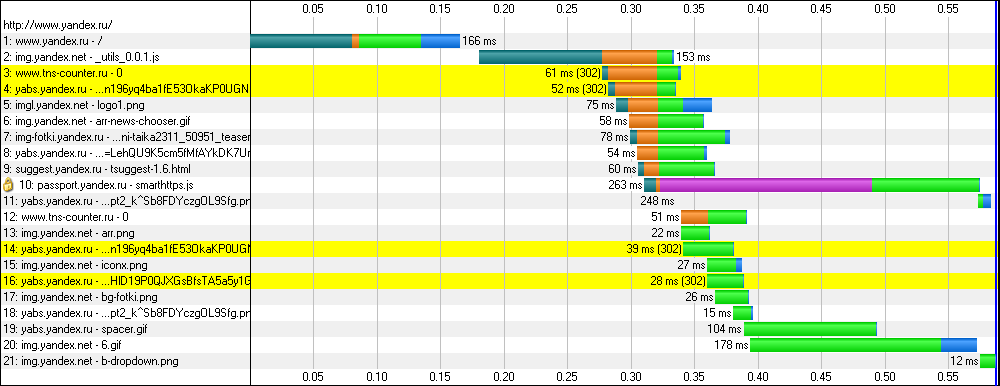 0.05 0.10 0.15 0.20 0.25 0.30 0.35 0.40 0.45 0.50 0.55
http://www.yandex.ru/
1: www.yandex.ru - / 166 ms
2: img.yandex.net - _utils_0.0.1.js 153 ms
3: www.tns-counter.ru - 0 61 ms (302)
4: yabs.yandex.ru - ...n196yq4ba1fE53OkaKP0UGN 52 ms (302)
5: imgl.yandex.net - logo1.png 75 ms
6: img.yandex.net - arr-news-chooser.gif 58 ms
7: img-fotki.yandex.ru - ...ni-taika2311_50951_teaser 78 ms
8: yabs.yandex.ru - ...=LehQU9K5cm5fMfAYkDK7Ur 54 ms
9: suggest.yandex.ru - tsuggest-1.6.html 60 ms
10: passport.yandex.ru - smarthttps.js 263 ms
11: yabs.yandex.ru - ...pt2_k^Sb8FDYczgOL9Sfg.pr 248 ms
12: www.tns-counter.ru - 0 51 ms
13: img.yandex.net - arr.png 22 ms
14: yabs.yandex.ru - ...n196yq4ba1fE53OkaKP0UGN 39 ms (302)
15: img.yandex.net - iconx.png 27 ms
16: yabs.yandex.ru - ...HID19P0QJXGsBfsTA5a5y1G 28 ms (302)
17: img.yandex.net - bg-fotki.png 26 ms
18: yabs.yandex.ru - ...pt2_k^Sb8FDYczgOL9Sfg.pr 15 ms
19: yabs.yandex.ru - spacer.gif 104 ms
20: img.yandex.net - 6.gif 178 ms
21: img.yandex.net - b-dropdown.png 12 ms
0.05 0.10 0.15 0.20 0.25 0.30 0.35 0.40 0.45 0.50 0.55